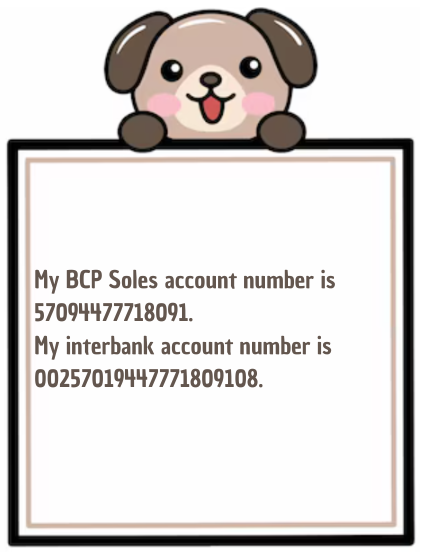 My BCP Soles account number is
57094477718091.
My interbank account number is
00257019447771809108.